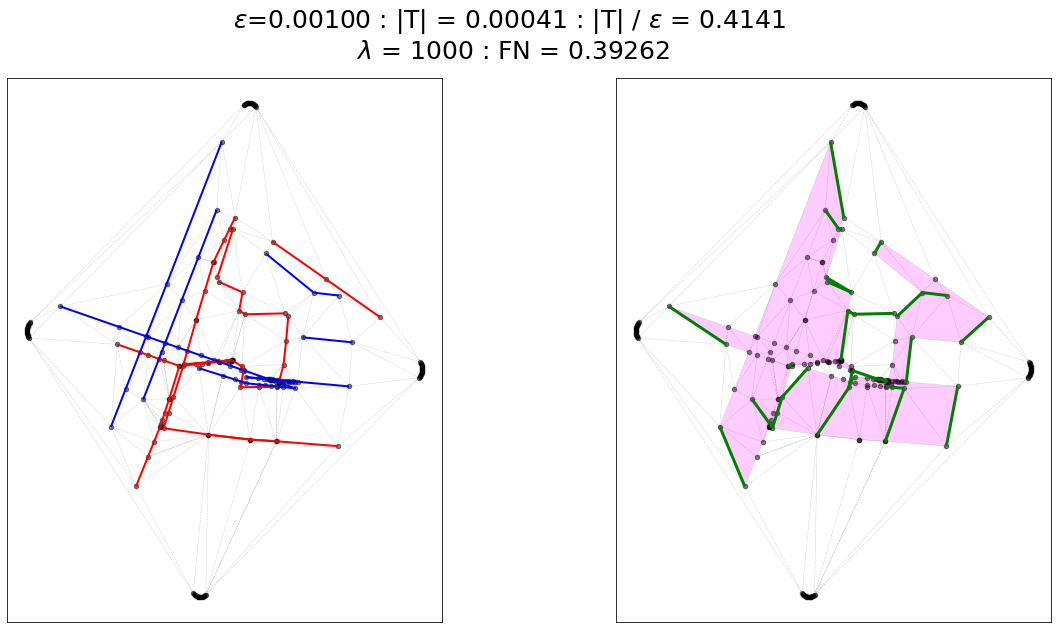 ε=0.00100 : |T| = 0.00041 : |T| / ε = 0.4141
λ = 1000 : FN = 0.39262